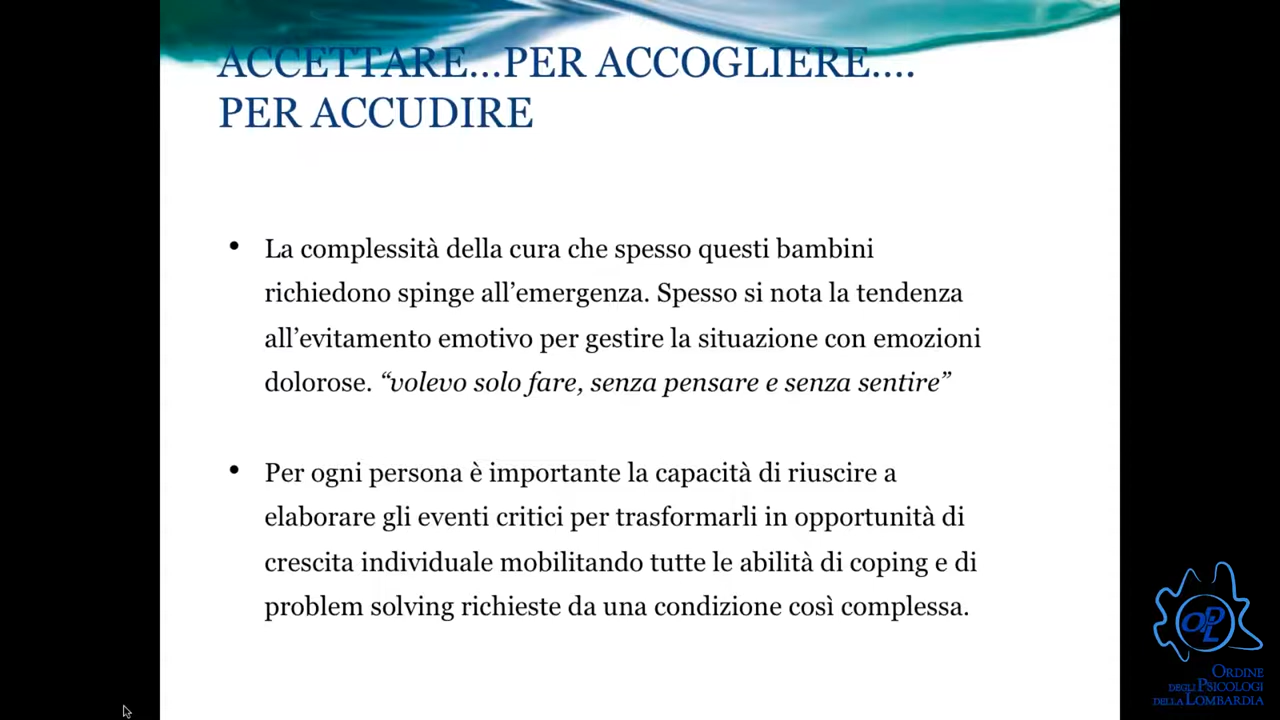 ACCETTARE...PER ACCOGLIERE....
PER ACCUDIRE
• La complessità della cura che spesso questi bambini
richiedono spinge all’emergenza. Spesso si nota la tendenza
all’evitamento emotivo per gestire la situazione con emozioni
dolorose. “volevo solo fare, senza pensare e senza sentire”
• Per ogni persona è importante la capacità di riuscire a
elaborare gli eventi critici per trasformarli in opportunità di
crescita individuale mobilitando tutte le abilità di coping e di
problem solving richieste da una condizione così complessa.
OPL
ORDINE
DEGLI PSICOLOGI
DELLA LOMBARDIA